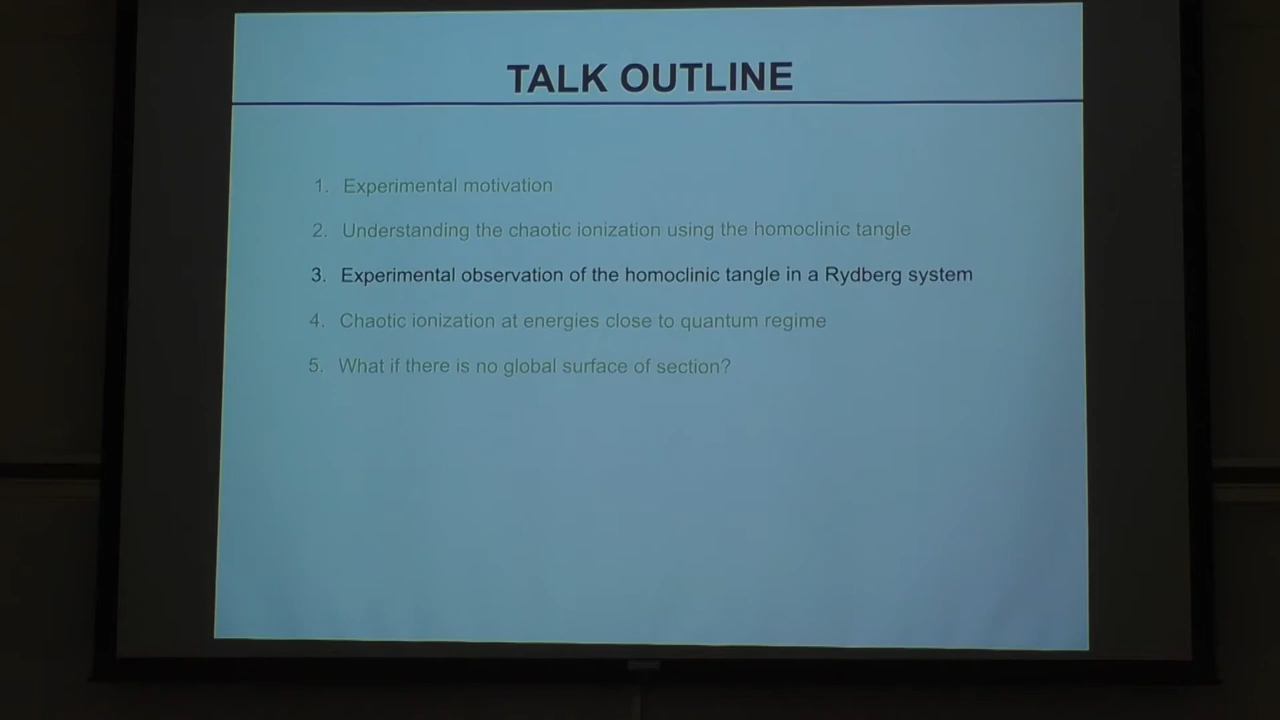 TALK OUTLINE
1. Experimental motivation
2. Understanding the chaotic ionization using the homoclinic tangle
3. Experimental observation of the homoclinic tangle in a Rydberg system
4. Chaotic ionization at energies close to quantum regime
5. What if there is no global surface of section?